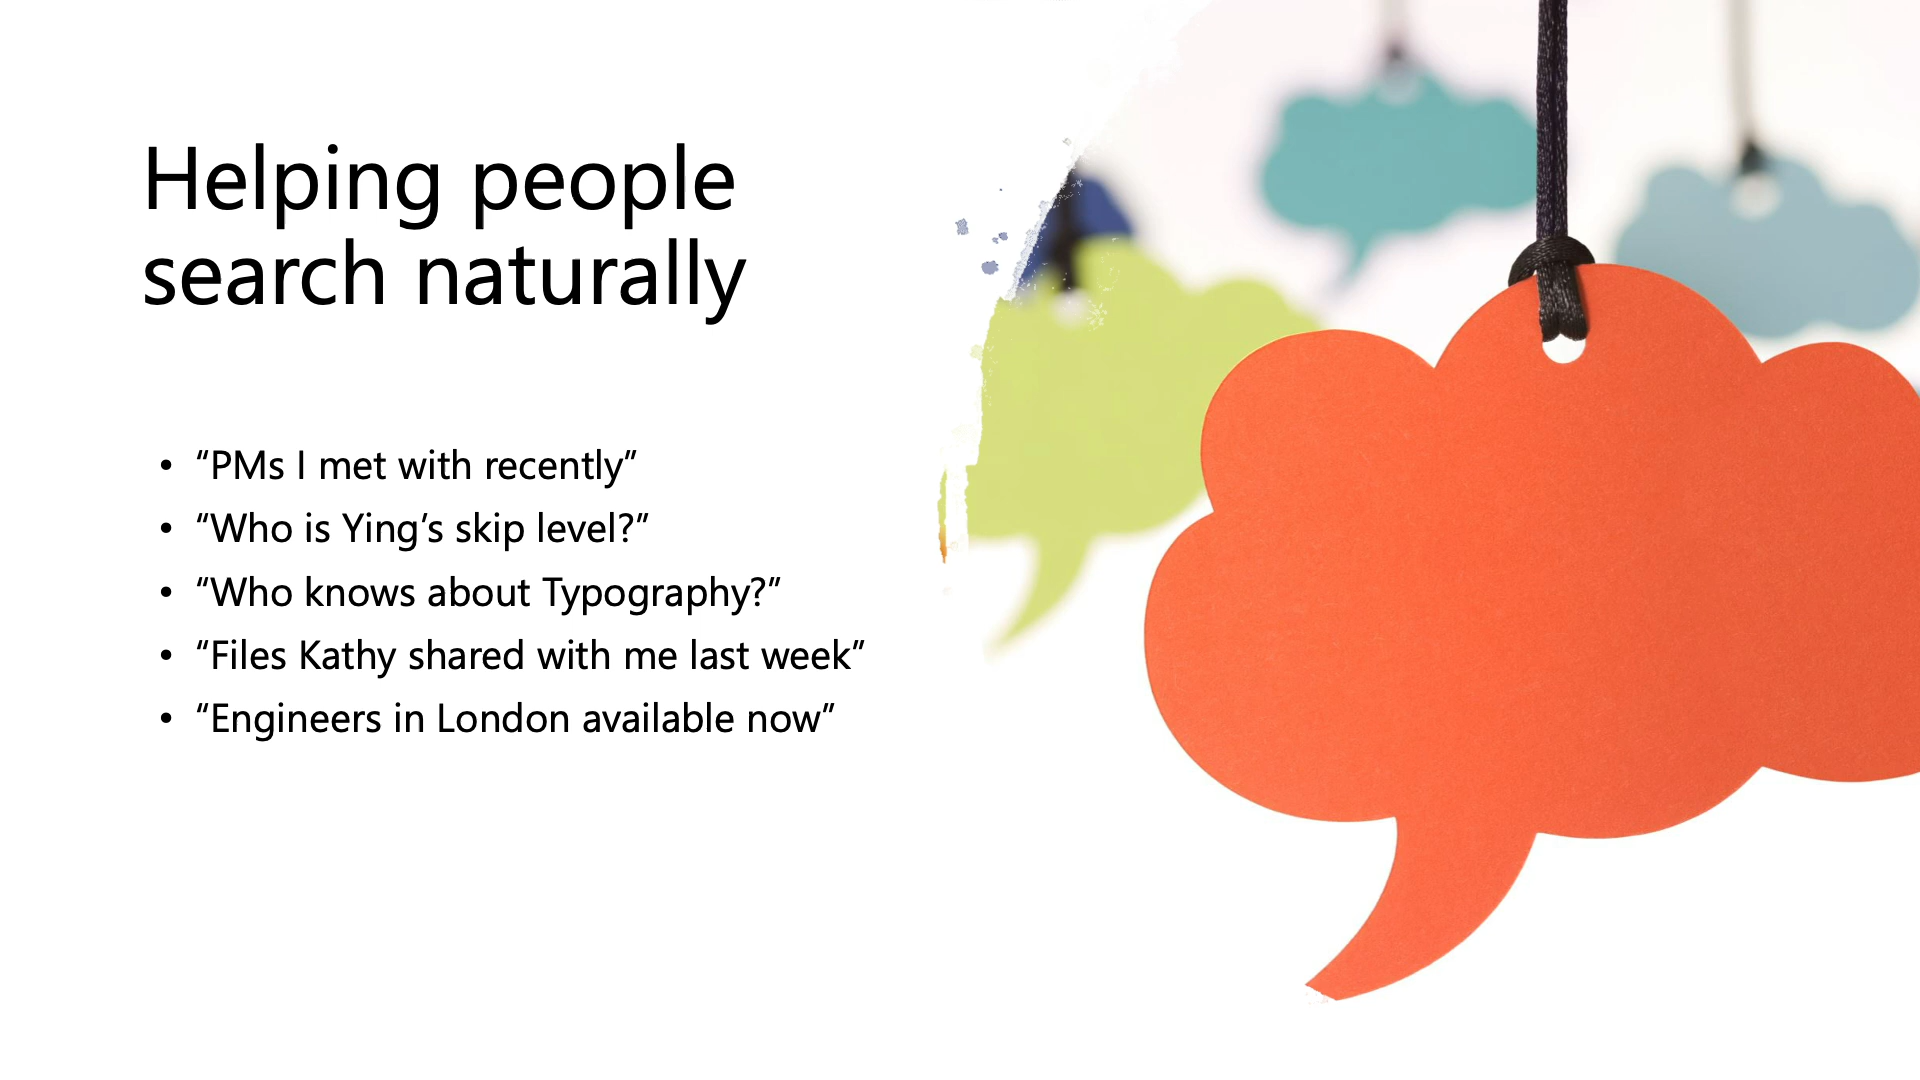 Helping people
search naturally
• “PMs I met with recently”
• “Who is Ying’s skip level?”
• “Who knows about Typography?”
• “Files Kathy shared with me last week”
• “Engineers in London available now”